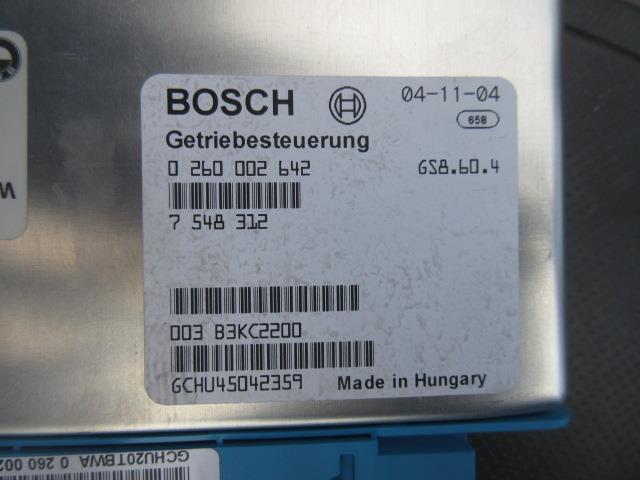 BOSCH 04-11-04
658
Getriebesteuerung
0 260 002 642 GS8.60.4
7 548 312
003 B3KC2200
GCHU45042359 Made in Hungary
GCHU20TBWA 0 260 002